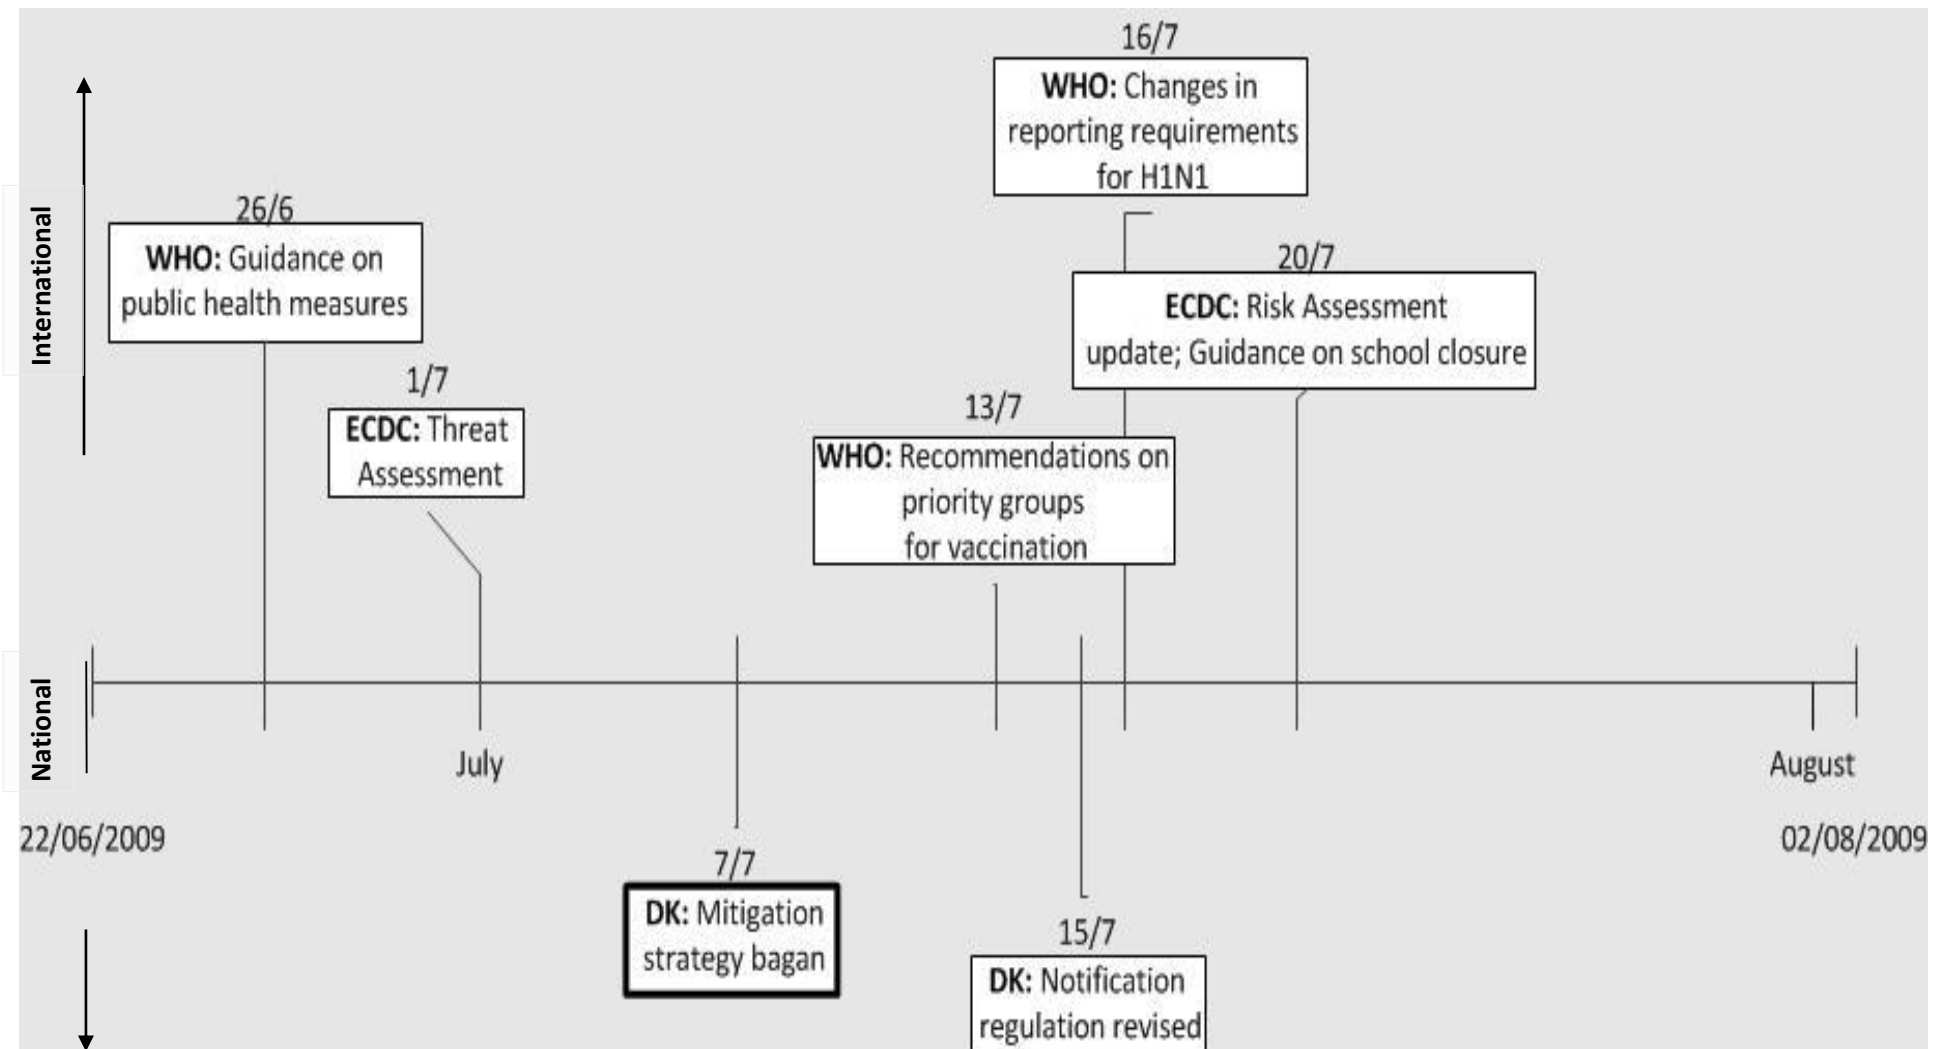 16/7
WHO: Changes in
reporting requirements
for H1N1
International
26/6
WHO: Guidance on
public health measures
20/7
ECDC: Risk Assessment
update; Guidance on school closure
1/7
ECDC: Threat
Assessment
13/7
WHO: Recommendations on
priority groups
for vaccination
National
July
August
22/06/2009
02/08/2009
7/7
DK: Mitigation
strategy bagan
15/7
DK: Notification
regulation revised